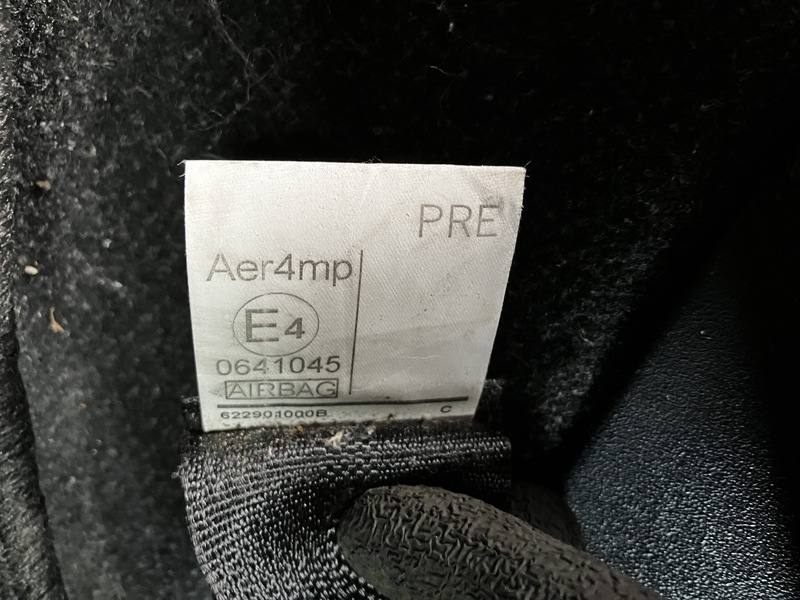 PRE
Aer4mp
E4
0641045
AIRBAG
622901000B C